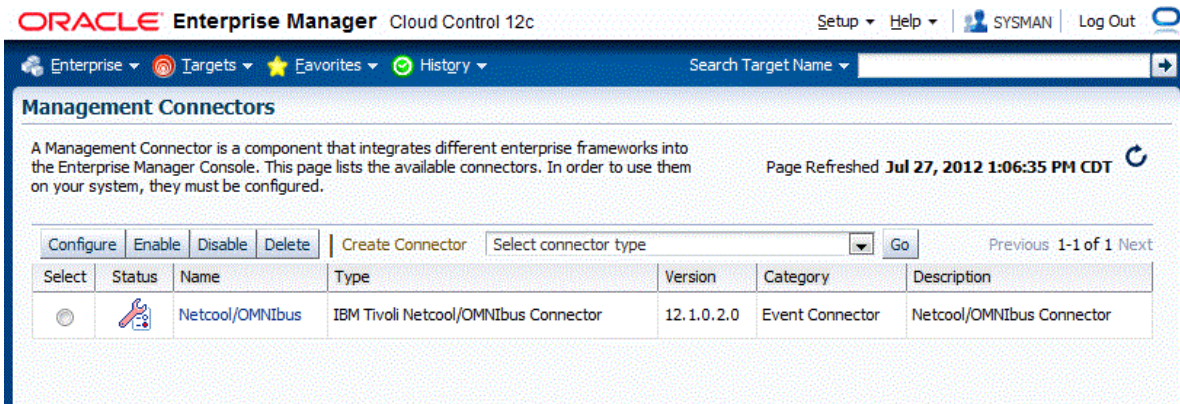 ORACLE Enterprise Manager Cloud Control 12c Setup Help SYSMAN Log Out
Enterprise Targets Favorites History Search Target Name
Management Connectors
A Management Connector is a component that integrates different enterprise frameworks into
the Enterprise Manager Console. This page lists the available connectors. In order to use them
on your system, they must be configured.
Page Refreshed Jul 27, 2012 1:06:35 PM CDT
Configure Enable Disable Delete Create Connector Select connector type Go Previous 1-1 of 1 Next
Select Status Name Type Version Category Description
Netcool/OMNIbus IBM Tivoli Netcool/OMNIbus Connector 12.1.0.2.0 Event Connector Netcool/OMNIbus Connector